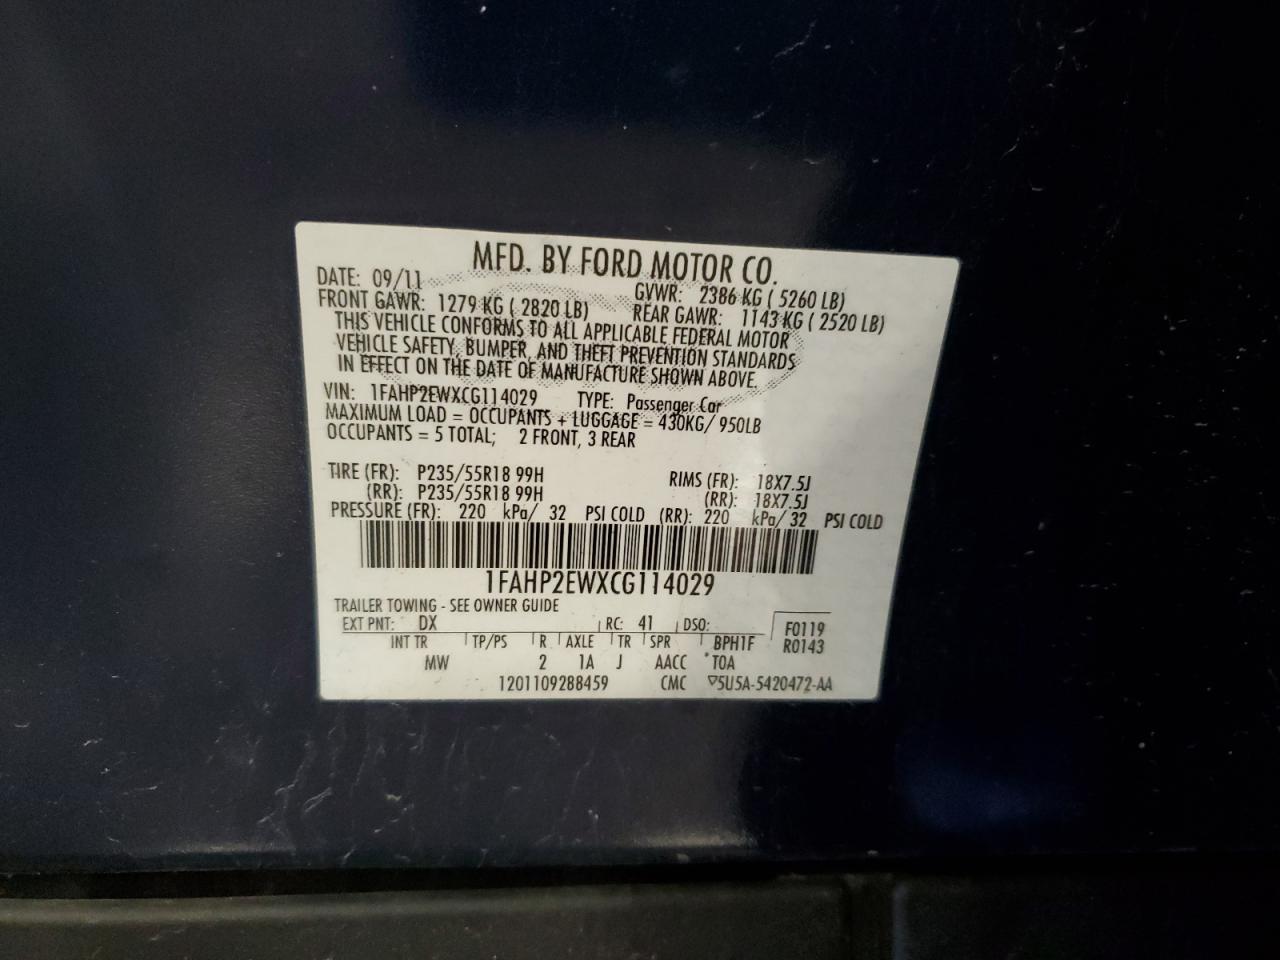 MFD. BY FORD MOTOR CO.
DATE: 09/11 GVWR: 2386 KG ( 5260 LB)
FRONT GAWR: 1279 KG ( 2820 LB) REAR GAWR: 1143 KG ( 2520 LB)
THIS VEHICLE CONFORMS TO ALL APPLICABLE FEDERAL MOTOR
VEHICLE SAFETY, BUMPER, AND THEFT PREVENTION STANDARDS
IN EFFECT ON THE DATE OF MANUFACTURE SHOWN ABOVE.
VIN: 1FAHP2EWXCG114029 TYPE: Passenger Car
MAXIMUM LOAD = OCCUPANTS + LUGGAGE = 430KG/ 950LB
OCCUPANTS = 5 TOTAL; 2 FRONT, 3 REAR
TIRE (FR): P235/55R18 99H RIMS (FR): 18X7.5J
(RR): P235/55R18 99H (RR): 18X7.5J
PRESSURE (FR): 220 kPa/ 32 PSI COLD (RR): 220 kPa/ 32 PSI COLD
1FAHP2EWXCG114029
TRAILER TOWING - SEE OWNER GUIDE
EXT PNT: DX RC: 41 DSO: F0119
INT TR TP/PS R AXLE TR SPR BPH1F R0143
MW 2 1A J AACC *TOA
1201109288459 CMC ▽5U5A-5420472-AA